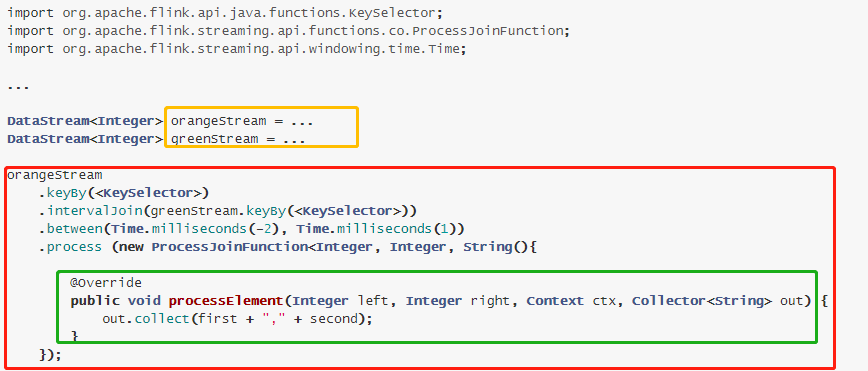 import org.apache.flink.api.java.functions.KeySelector;
import org.apache.flink.streaming.api.functions.co.ProcessJoinFunction;
import org.apache.flink.streaming.api.windowing.time.Time;
...
DataStream<Integer> orangeStream = ...
DataStream<Integer> greenStream = ...
orangeStream
.keyBy(<KeySelector>)
.intervalJoin(greenStream.keyBy(<KeySelector>))
.between(Time.milliseconds(-2), Time.milliseconds(1))
.process (new ProcessJoinFunction<Integer, Integer, String(){
@Override
public void processElement(Integer left, Integer right, Context ctx, Collector<String> out) {
out.collect(first + "," + second);
}
});